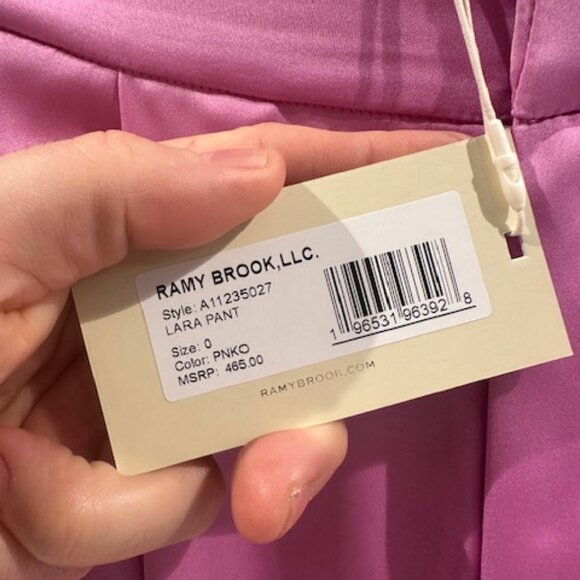 RAMY BROOK,LLC.
Style: A11235027
LARA PANT
Size: 0
Color: PNKO
MSRP: 465.00
1 96531 96392 8
RAMYBROOK.COM